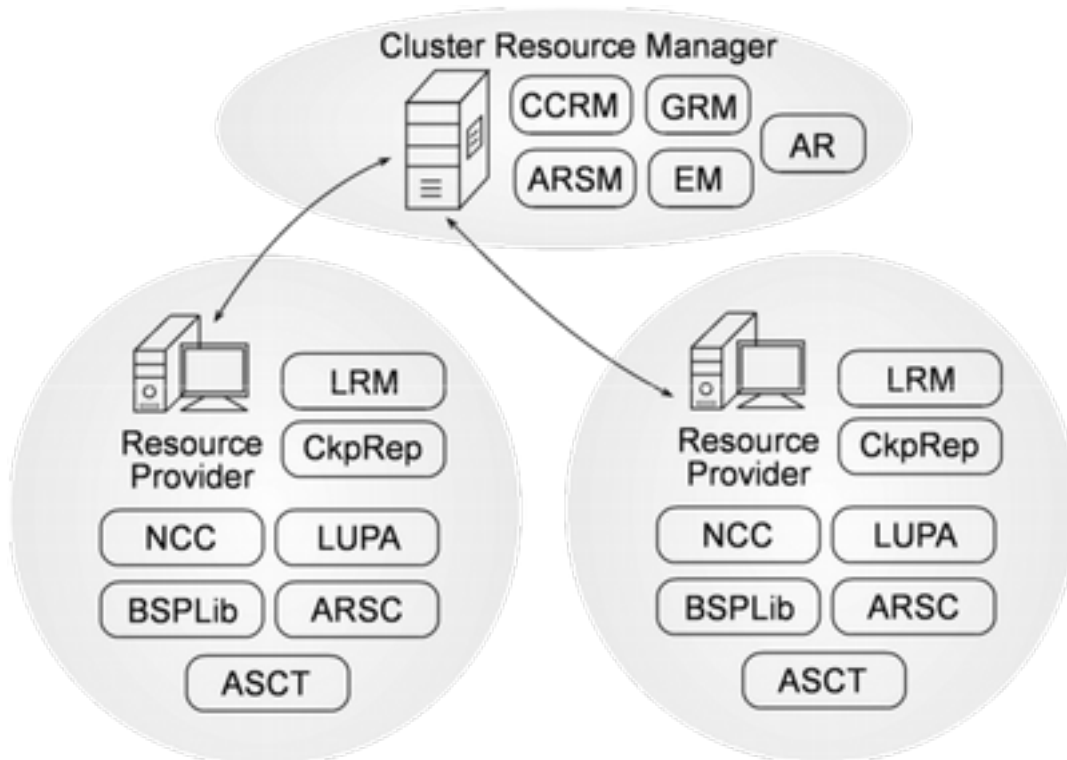 Cluster Resource Manager
CCRM
GRM
AR
ARSM
EM
LRM
Resource
Provider
CkpRep
NCC
LUPA
BSPLib
ARSC
ASCT
LRM
Resource
Provider
CkpRep
NCC
LUPA
BSPLib
ARSC
ASCT